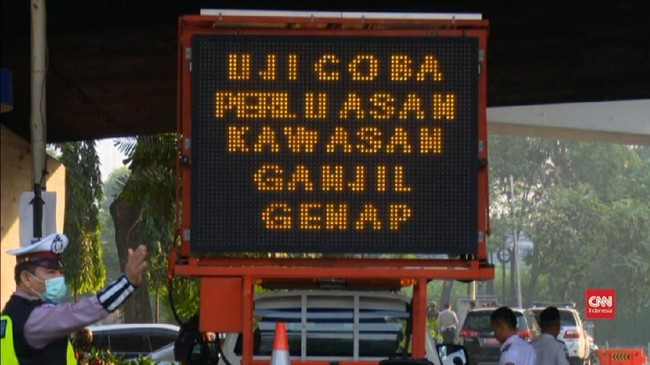 UJI COBA
PERLUASAN
KAWASAN
GANJIL
GENAP
CNN
Indonesia